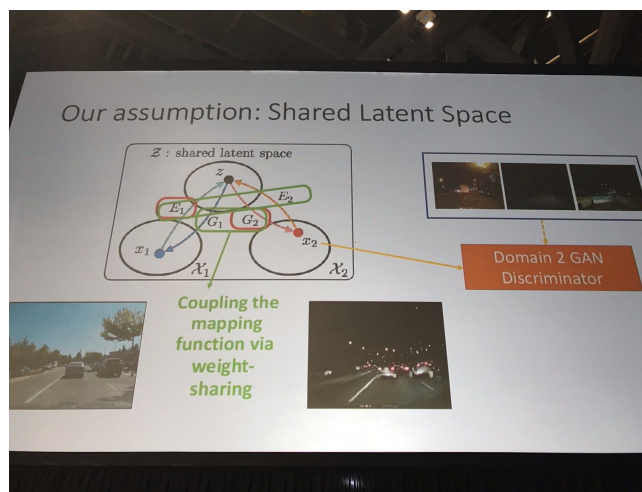 Our assumption: Shared Latent Space
Z : shared latent space
z
E₁
E₂
G₁
G₂
x₁
x₂
X₁
X₂
Coupling the
mapping
function via
weight-
sharing
Domain 2 GAN
Discriminator